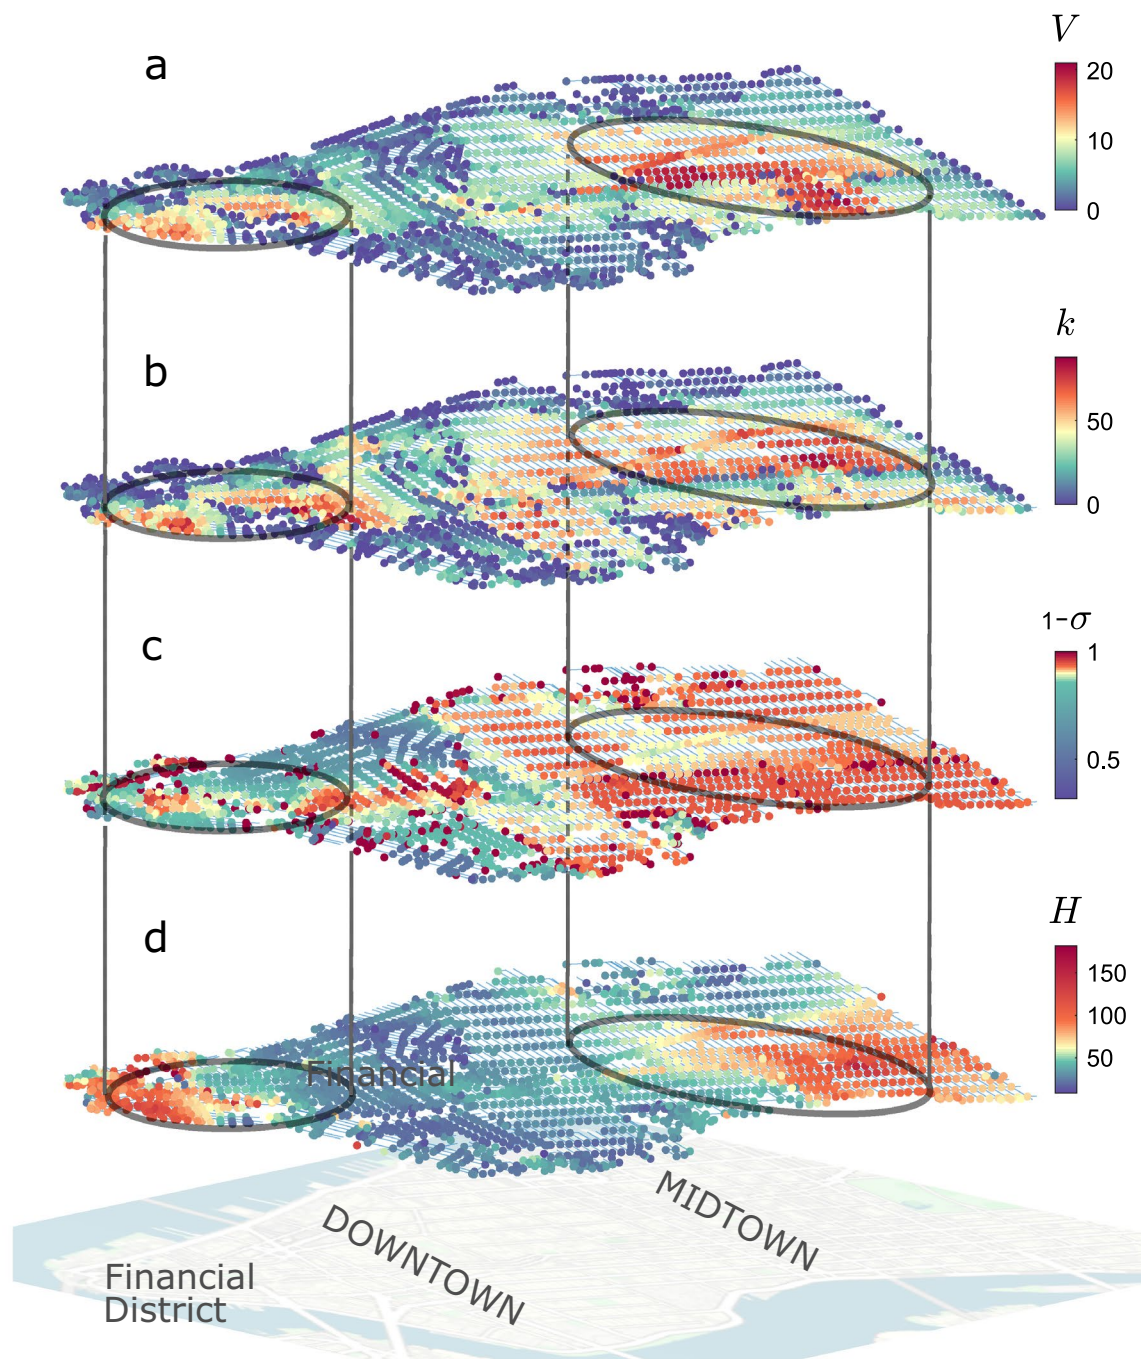 a
V
20
10
0
b
k
50
0
c
1-σ
1
0.5
d
H
150
100
50
Financial
MIDTOWN
DOWNTOWN
Financial
District